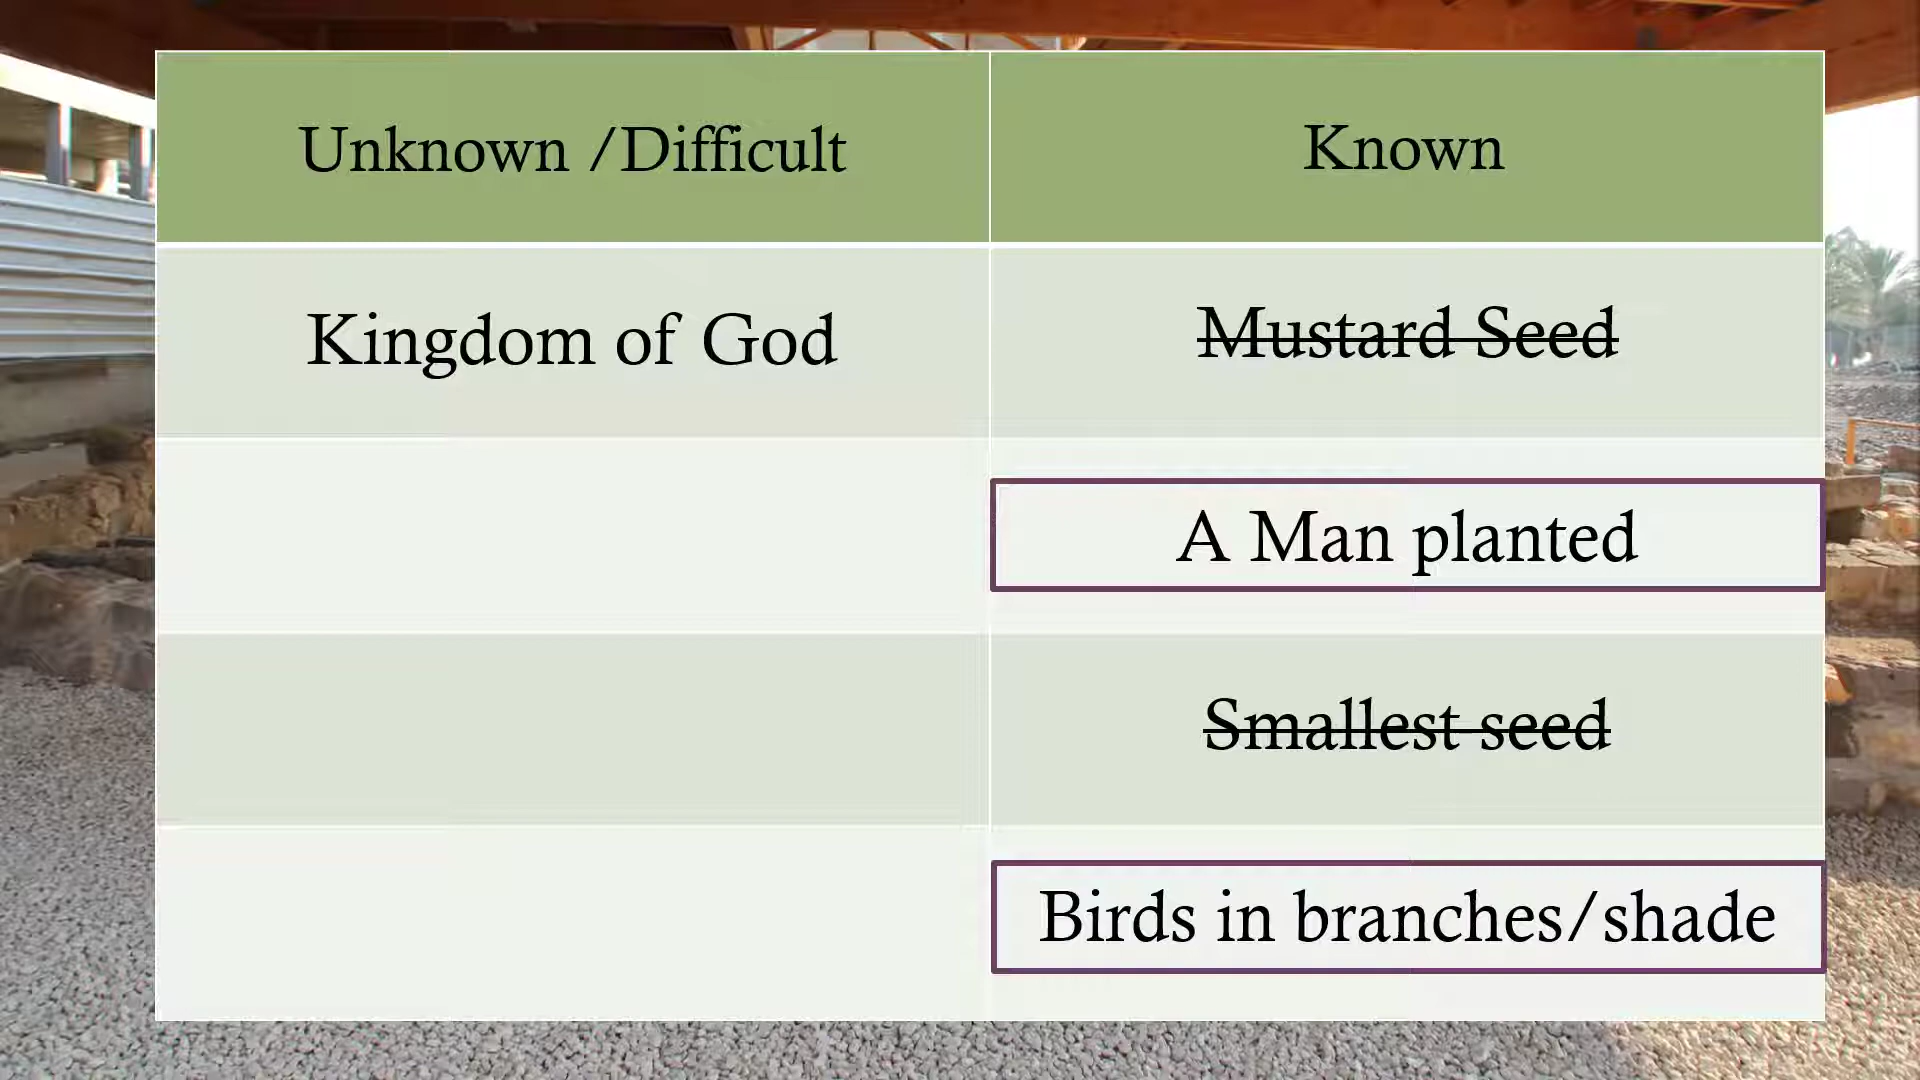 Unknown /Difficult
Known
Kingdom of God
Mustard Seed
A Man planted
Smallest seed
Birds in branches/shade